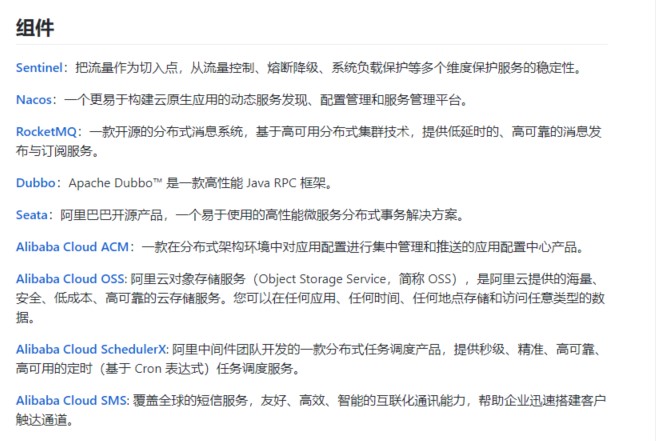 组件
Sentinel：把流量作为切入点，从流量控制、熔断降级、系统负载保护等多个维度保护服务的稳定性。
Nacos：一个更易于构建云原生应用的动态服务发现、配置管理和服务管理平台。
RocketMQ：一款开源的分布式消息系统，基于高可用分布式集群技术，提供低延时的、高可靠的消息发
布与订阅服务。
Dubbo：Apache Dubbo™ 是一款高性能 Java RPC 框架。
Seata：阿里巴巴开源产品，一个易于使用的高性能微服务分布式事务解决方案。
Alibaba Cloud ACM：一款在分布式架构环境中对应用配置进行集中管理和推送的应用配置中心产品。
Alibaba Cloud OSS: 阿里云对象存储服务（Object Storage Service，简称 OSS），是阿里云提供的海量、
安全、低成本、高可靠的云存储服务。您可以在任何应用、任何时间、任何地点存储和访问任意类型的数
据。
Alibaba Cloud SchedulerX: 阿里中间件团队开发的一款分布式任务调度产品，提供秒级、精准、高可靠、
高可用的定时（基于 Cron 表达式）任务调度服务。
Alibaba Cloud SMS: 覆盖全球的短信服务，友好、高效、智能的互联化通讯能力，帮助企业迅速搭建客户
触达通道。